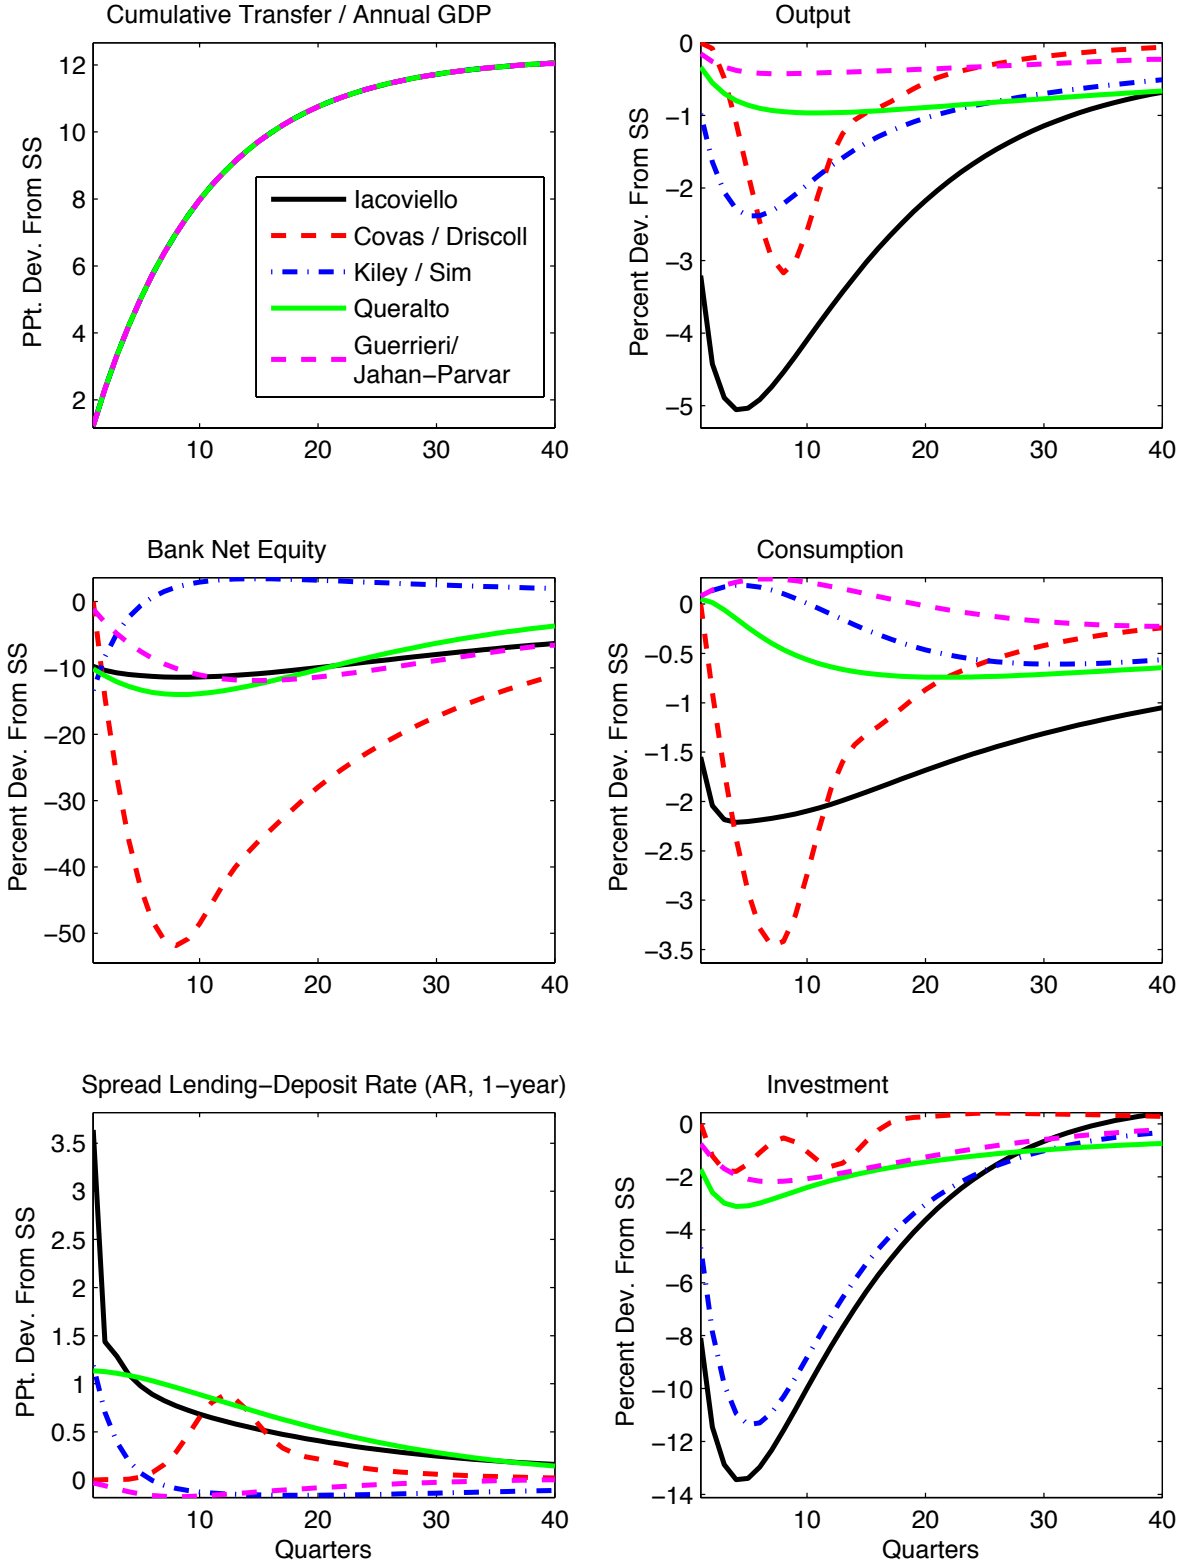 Cumulative Transfer / Annual GDP
PPt. Dev. From SS
12
10
8
6
4
2
10 20 30 40
Iacoviello
Covas / Driscoll
Kiley / Sim
Queralto
Guerrieri/
Jahan−Parvar
Output
Percent Dev. From SS
0
−1
−2
−3
−4
−5
10 20 30 40
Bank Net Equity
Percent Dev. From SS
0
−10
−20
−30
−40
−50
10 20 30 40
Consumption
Percent Dev. From SS
0
−0.5
−1
−1.5
−2
−2.5
−3
−3.5
10 20 30 40
Spread Lending−Deposit Rate (AR, 1−year)
PPt. Dev. From SS
3.5
3
2.5
2
1.5
1
0.5
0
10 20 30 40
Quarters
Investment
Percent Dev. From SS
0
−2
−4
−6
−8
−10
−12
−14
10 20 30 40
Quarters